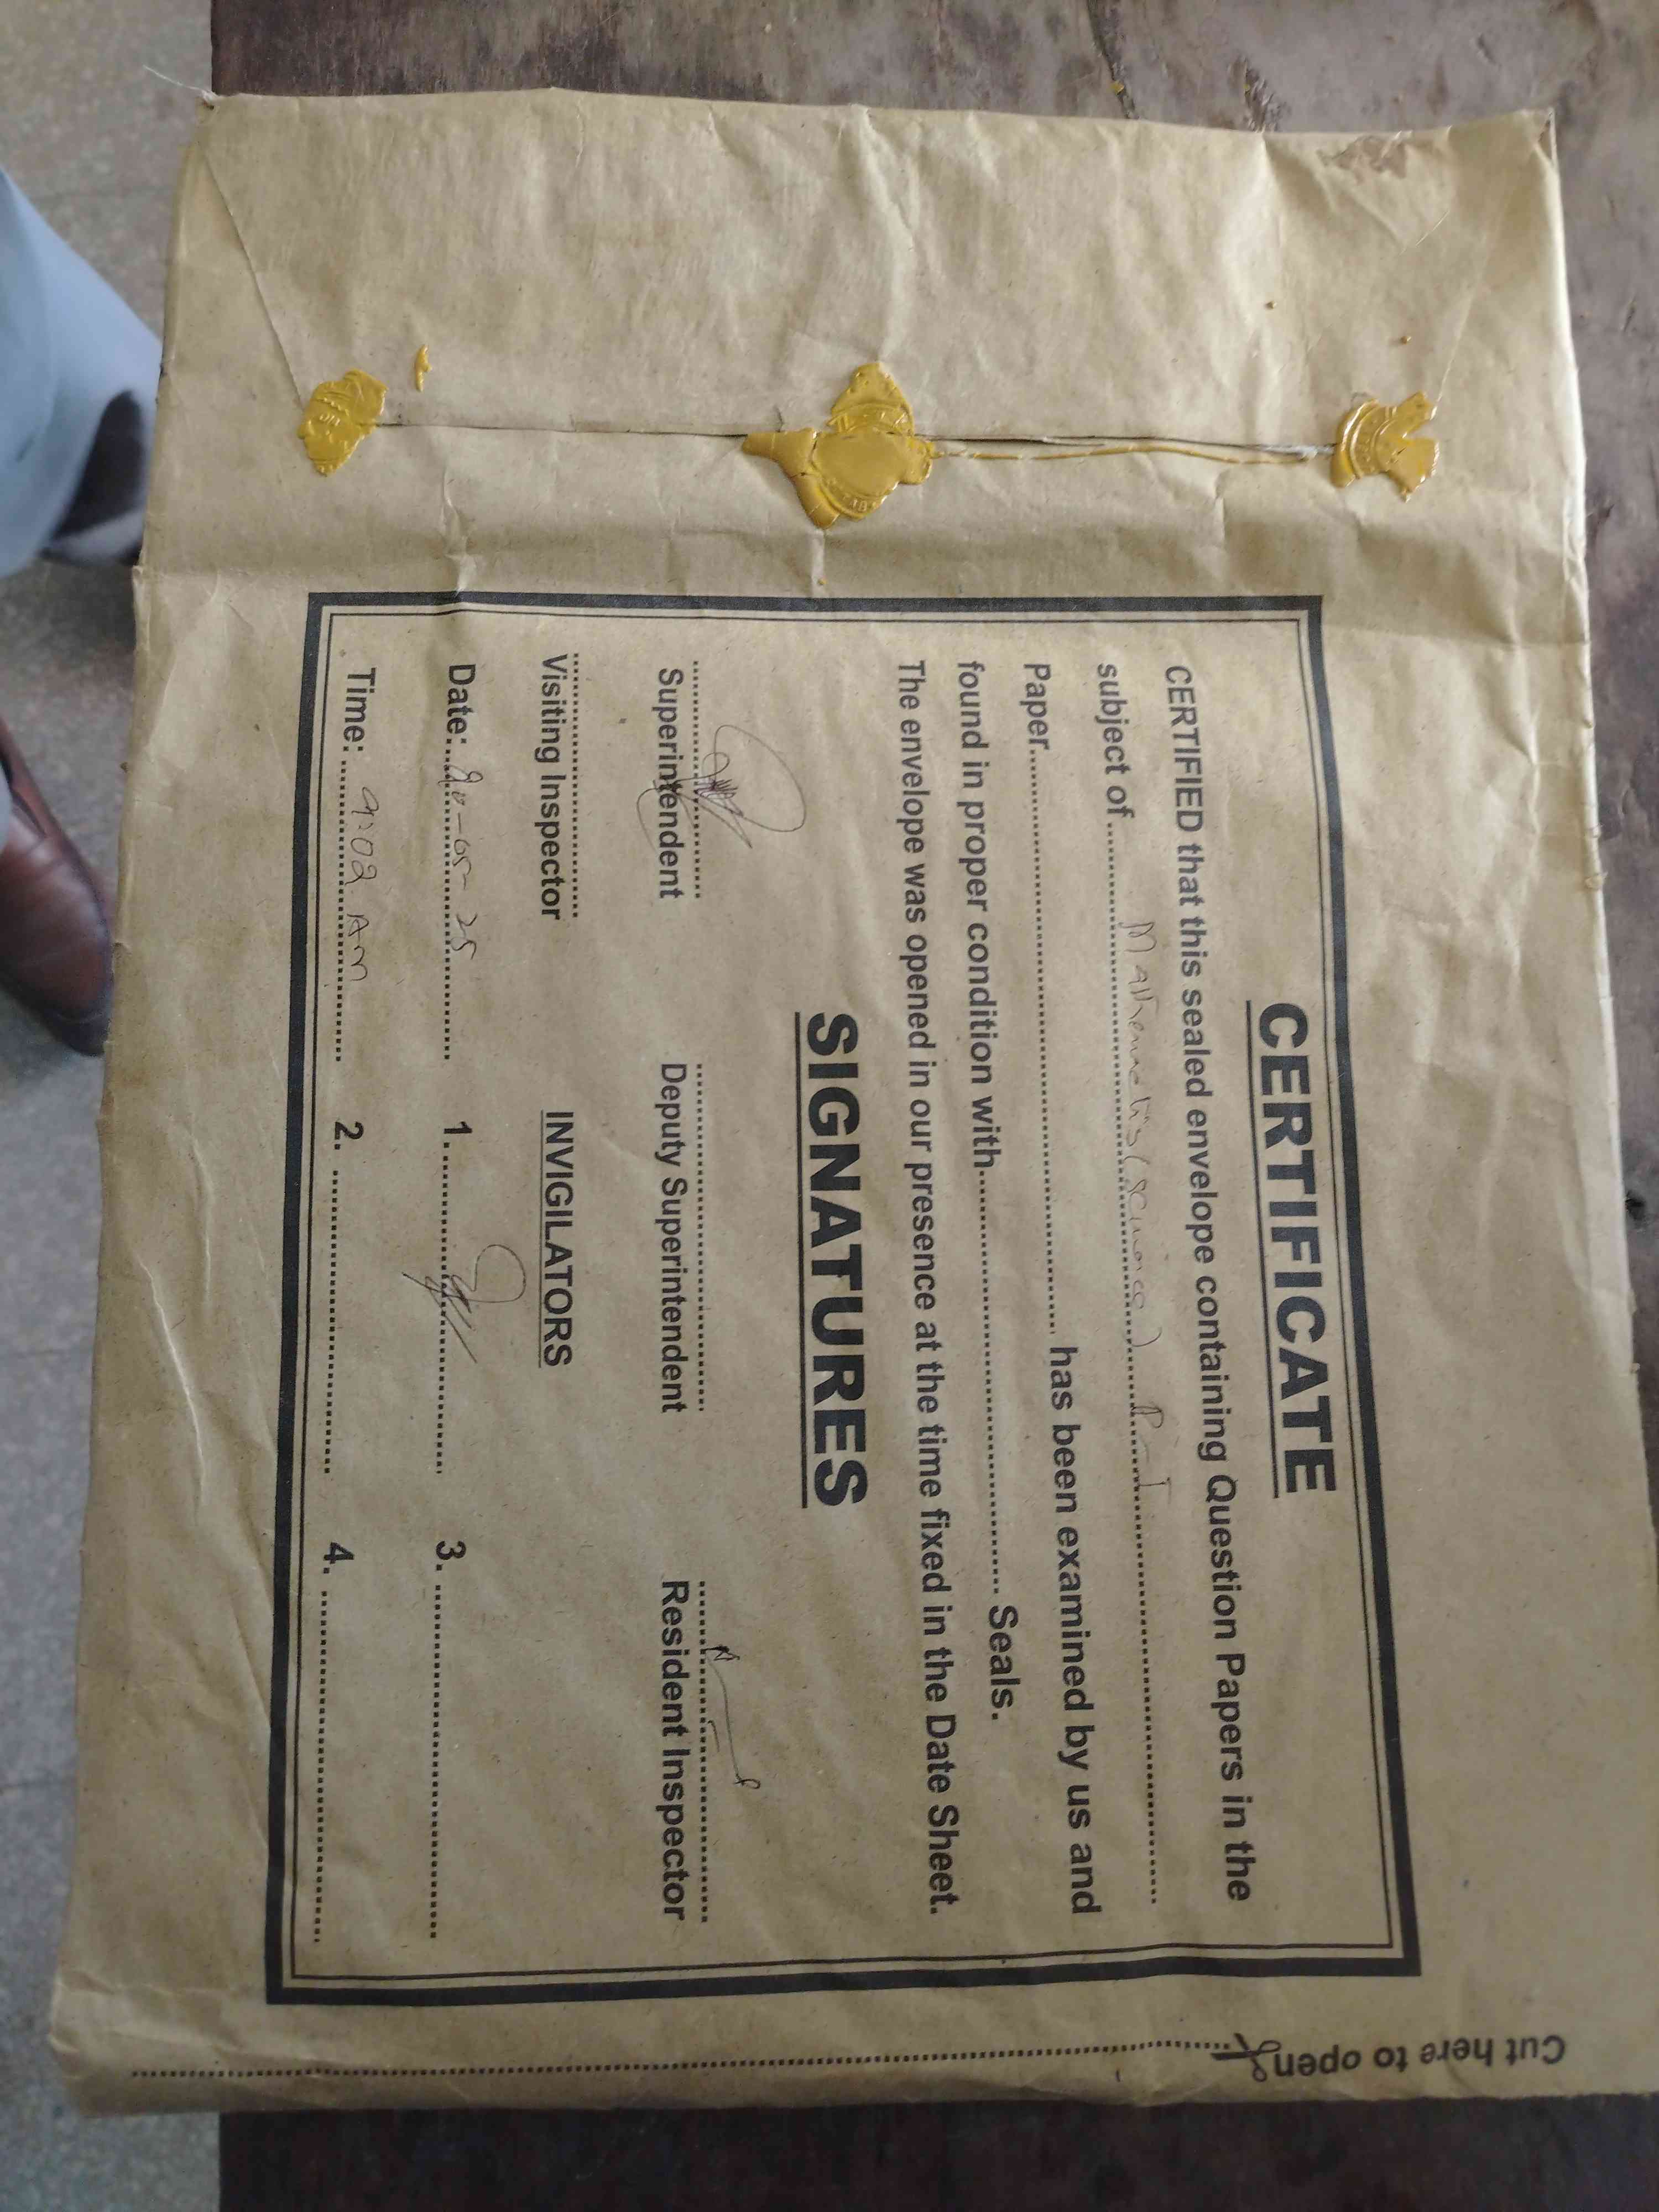 CERTIFICATE
CERTIFIED that this sealed envelope containing Question Papers in the
subject of.......Mathematics (Science) P-I.......
Paper.............................. has been examined by us and
found in proper condition with.............................. Seals.
The envelope was opened in our presence at the time fixed in the Date Sheet.
SIGNATURES
Superintendent Deputy Superintendent Resident Inspector
Visiting Inspector INVIGILATORS
Date: 20-05-25 1. 3.
Time: 9:02 AM 2. 4.
Cut here to open